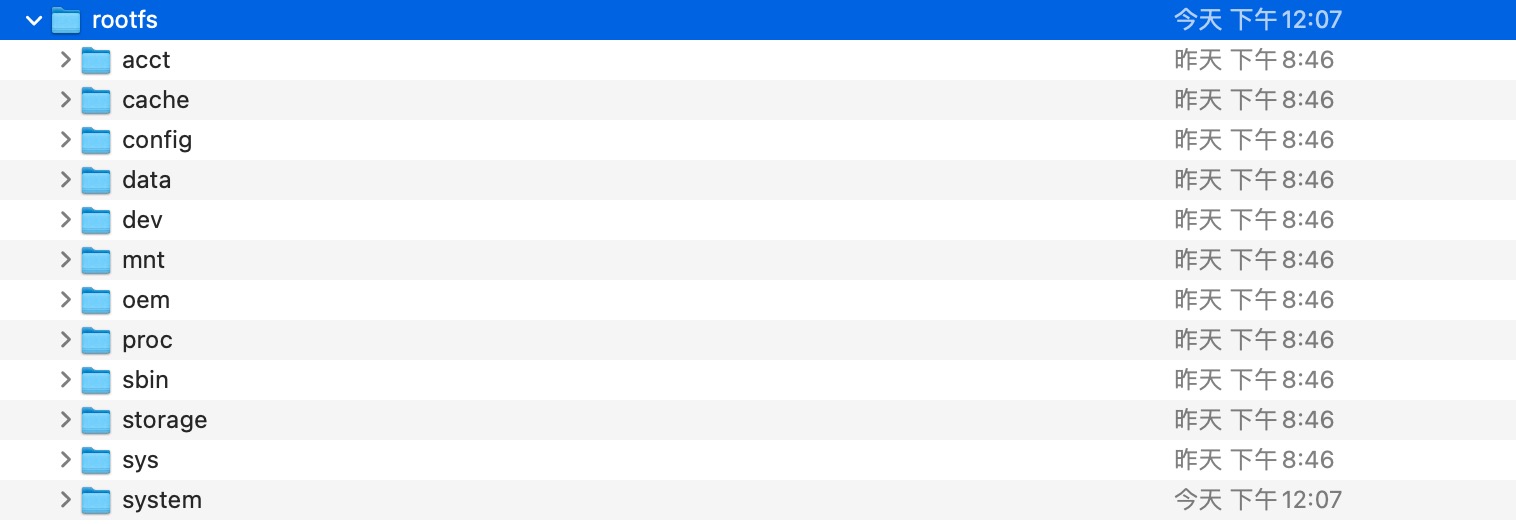 rootfs 今天 下午12:07
acct 昨天 下午8:46
cache 昨天 下午8:46
config 昨天 下午8:46
data 昨天 下午8:46
dev 昨天 下午8:46
mnt 昨天 下午8:46
oem 昨天 下午8:46
proc 昨天 下午8:46
sbin 昨天 下午8:46
storage 昨天 下午8:46
sys 昨天 下午8:46
system 今天 下午12:07